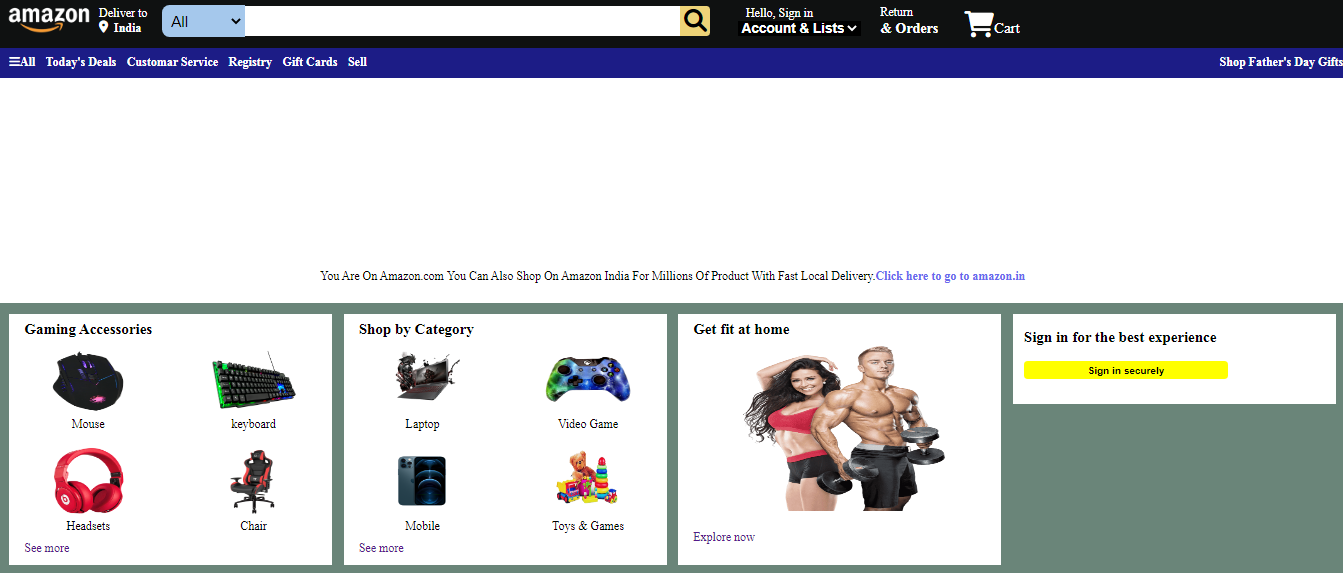 amazon
Deliver to
India
All
Hello, Sign in
Account & Lists
Return
& Orders
Cart
All Today's Deals Customar Service Registry Gift Cards Sell
Shop Father's Day Gifts
You Are On Amazon.com You Can Also Shop On Amazon India For Millions Of Product With Fast Local Delivery.Click here to go to amazon.in
Gaming Accessories
Mouse
keyboard
Headsets
Chair
See more
Shop by Category
Laptop
Video Game
Mobile
Toys & Games
See more
Get fit at home
Explore now
Sign in for the best experience
Sign in securely